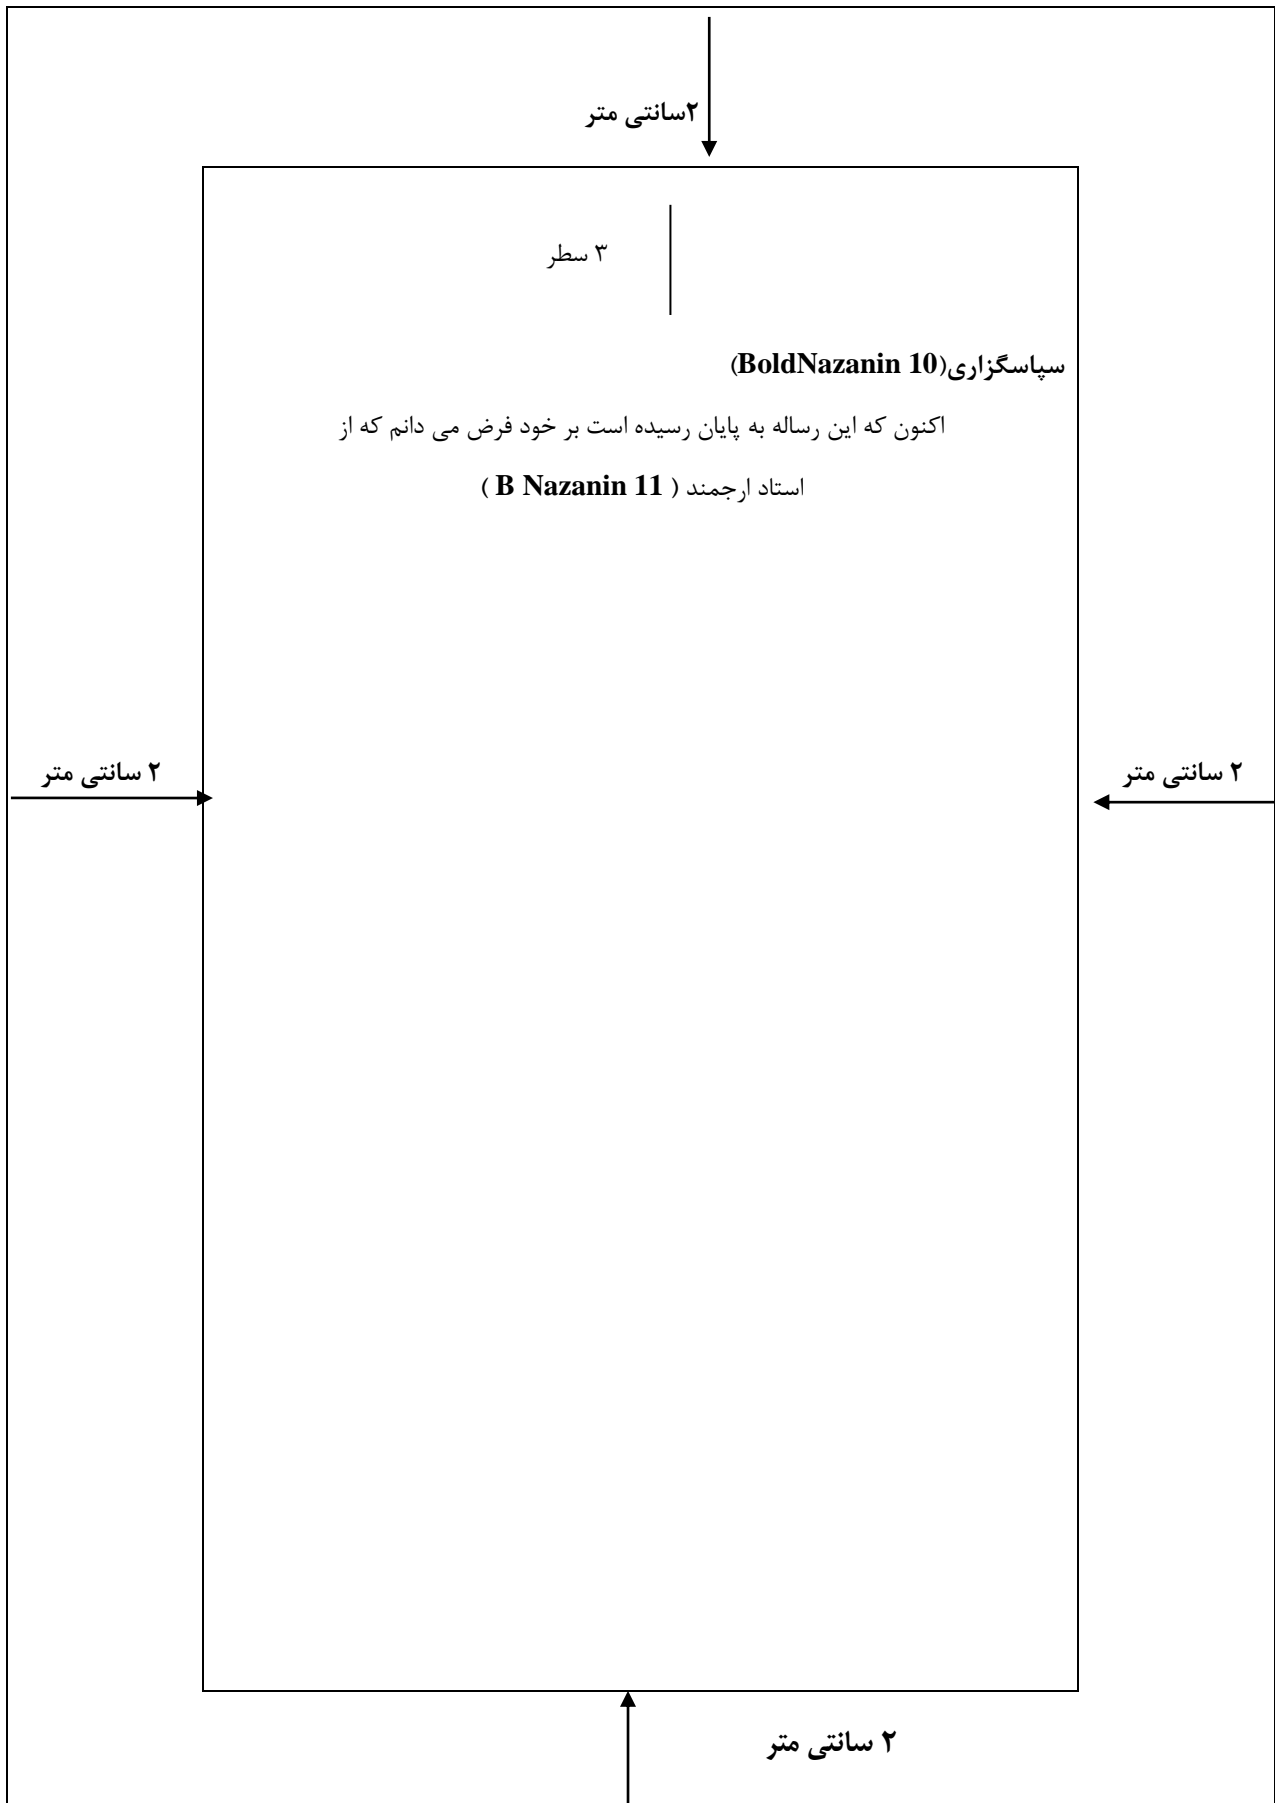 ۲سانتی متر
۳ سطر
سپاسگزاری(BoldNazanin 10)
اکنون که این رساله به پایان رسیده است بر خود فرض می دانم که از
استاد ارجمند ( B Nazanin 11 )
۲ سانتی متر
۲ سانتی متر
۲ سانتی متر